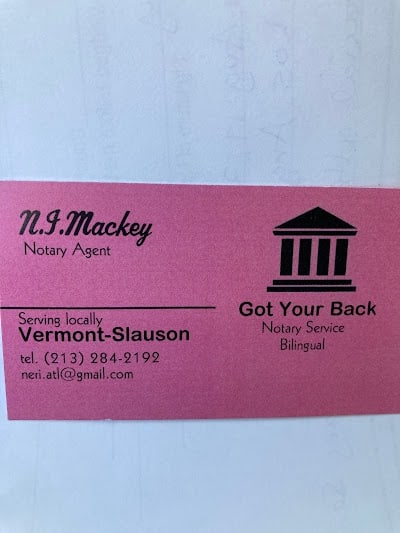 N.I.Mackey
Notary Agent
Serving locally
Vermont-Slauson
tel. (213) 284-2192
neri.atl@gmail.com
Got Your Back
Notary Service
Bilingual